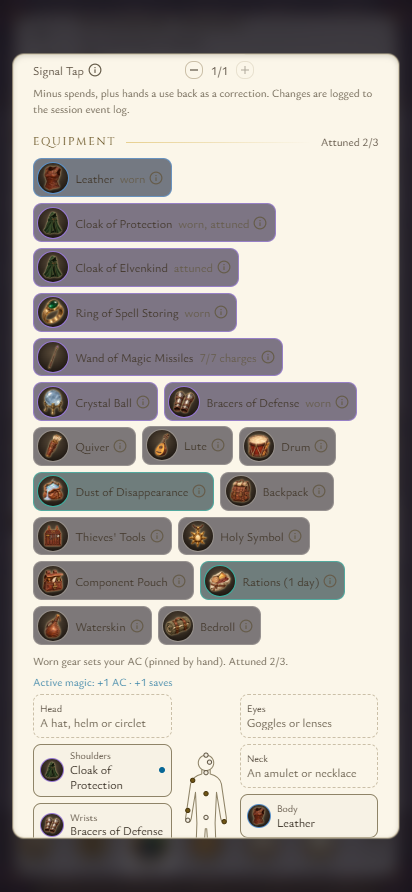 Signal Tap 1/1
Minus spends, plus hands a use back as a correction. Changes are logged to
the session event log.
EQUIPMENT Attuned 2/3
Leather worn
Cloak of Protection worn, attuned
Cloak of Elvenkind attuned
Ring of Spell Storing worn
Wand of Magic Missiles 7/7 charges
Crystal Ball Bracers of Defense worn
Quiver Lute Drum
Dust of Disappearance Backpack
Thieves' Tools Holy Symbol
Component Pouch Rations (1 day)
Waterskin Bedroll
Worn gear sets your AC (pinned by hand). Attuned 2/3.
Active magic: +1 AC · +1 saves
Head
A hat, helm or circlet
Eyes
Goggles or lenses
Shoulders
Cloak of
Protection
Neck
An amulet or necklace
Wrists
Bracers of Defense
Body
Leather